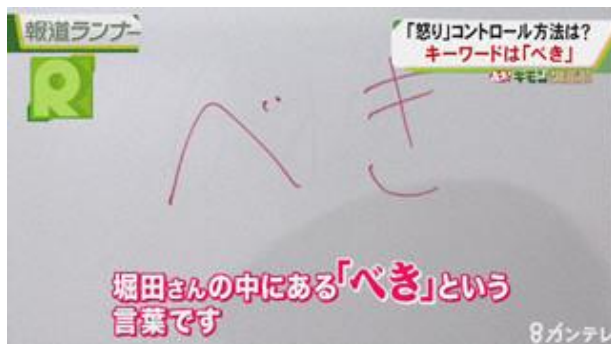 報道ランナー
「怒り」コントロール方法は?
キーワードは「べき」
R
べき
堀田さんの中にある「べき」という
言葉です
8カンテレ